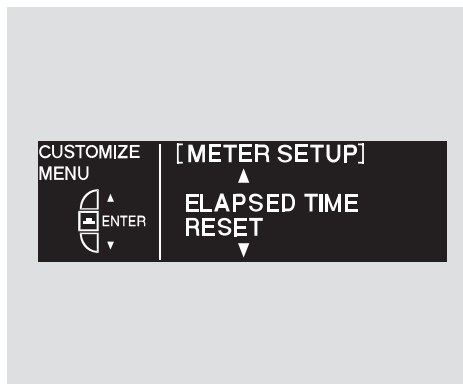 CUSTOMIZE
MENU
ENTER
[METER SETUP]
ELAPSED TIME
RESET